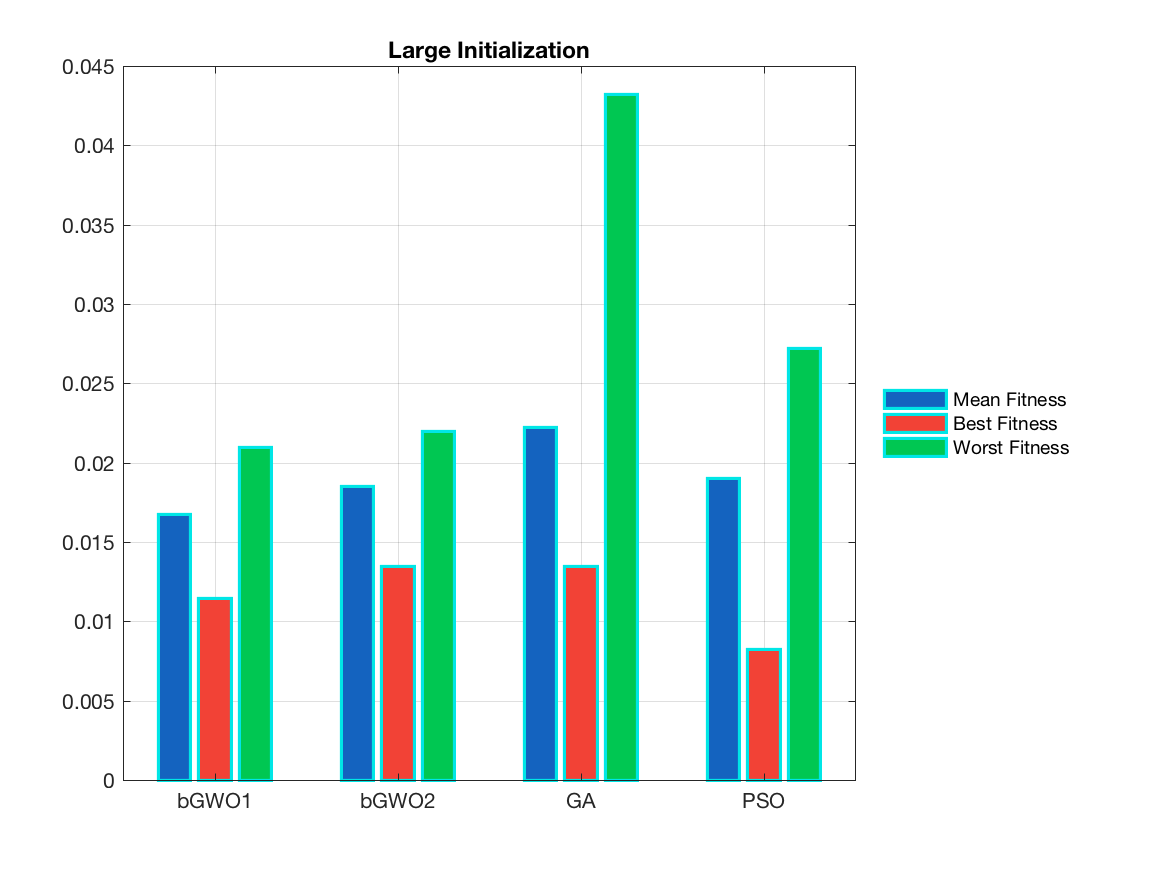 Large Initialization
0.045
0.04
0.035
0.03
0.025
0.02
0.015
0.01
0.005
0
bGWO1
bGWO2
GA
PSO
Mean Fitness
Best Fitness
Worst Fitness